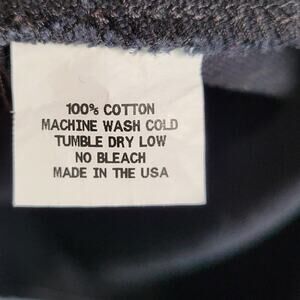 100% COTTON
MACHINE WASH COLD
TUMBLE DRY LOW
NO BLEACH
MADE IN THE USA